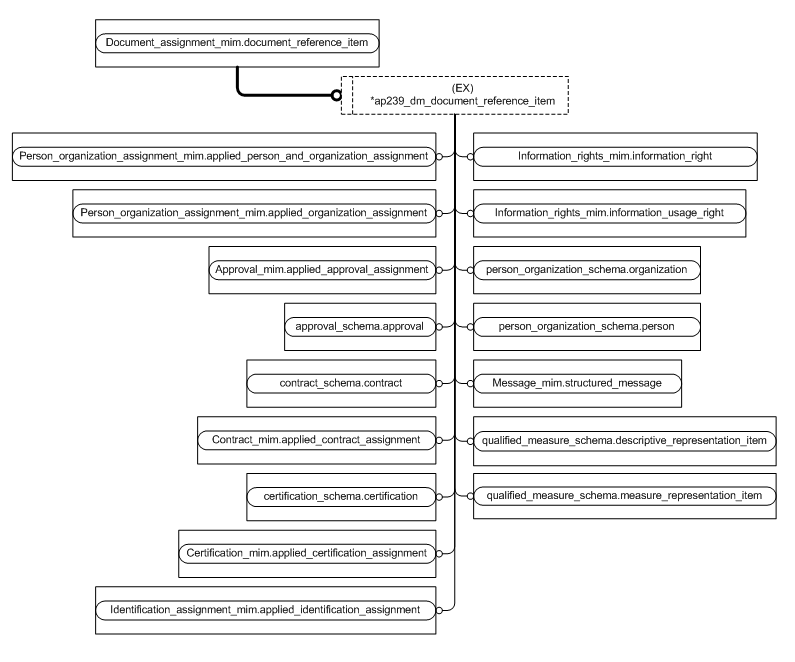 Document_assignment_mim.document_reference_item
(EX)
*ap239_dm_document_reference_item
Person_organization_assignment_mim.applied_person_and_organization_assignment
Information_rights_mim.information_right
Person_organization_assignment_mim.applied_organization_assignment
Information_rights_mim.information_usage_right
Approval_mim.applied_approval_assignment
person_organization_schema.organization
approval_schema.approval
person_organization_schema.person
contract_schema.contract
Message_mim.structured_message
Contract_mim.applied_contract_assignment
qualified_measure_schema.descriptive_representation_item
certification_schema.certification
qualified_measure_schema.measure_representation_item
Certification_mim.applied_certification_assignment
Identification_assignment_mim.applied_identification_assignment